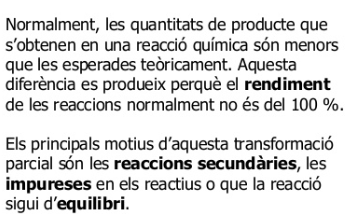 Normalment, les quantitats de producte que
s'obtenen en una reacció química són menors
que les esperades teòricament. Aquesta
diferència es produeix perquè el rendiment
de les reaccions normalment no és del 100 %.
Els principals motius d'aquesta transformació
parcial són les reaccions secundàries, les
impureses en els reactius o que la reacció
sigui d'equilibri.